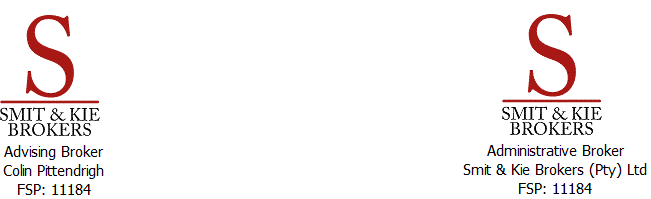 S
SMIT & KIE
BROKERS
Advising Broker
Colin Pittendrigh
FSP: 11184
S
SMIT & KIE
BROKERS
Administrative Broker
Smit & Kie Brokers (Pty) Ltd
FSP: 11184